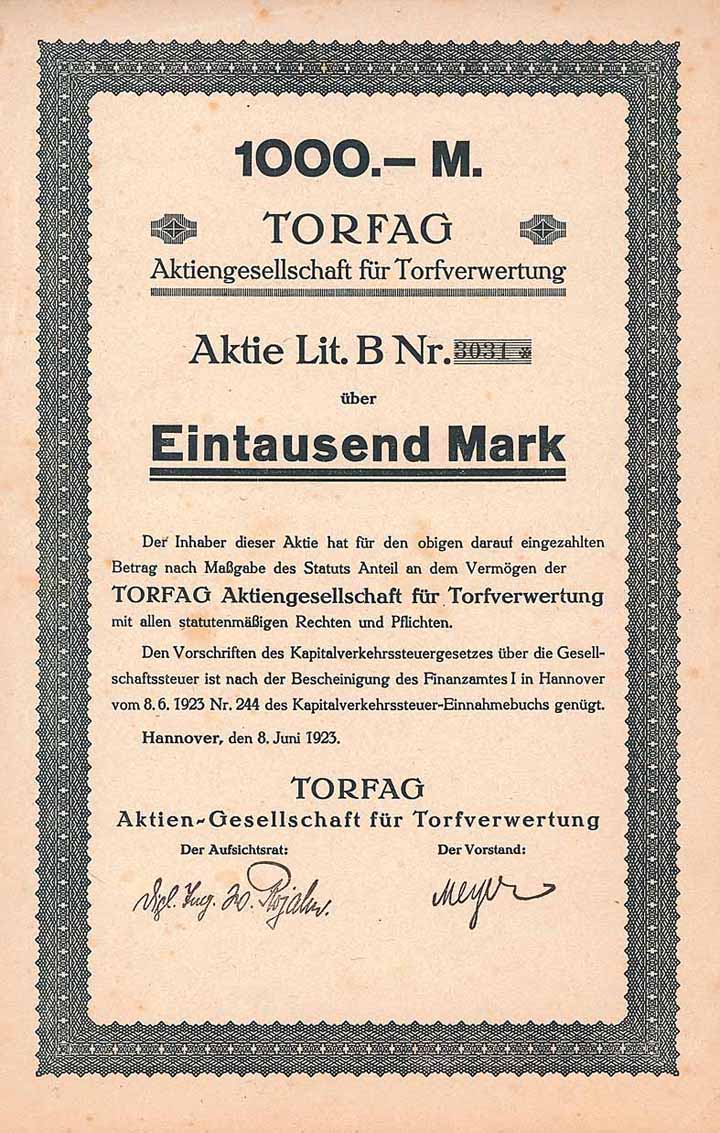 1000.— M.
TORFAG
Aktiengesellschaft für Torfverwertung
Aktie Lit. B Nr. 3031 *
über
Eintausend Mark
Der Inhaber dieser Aktie hat für den obigen darauf eingezahlten
Betrag nach Maßgabe des Statuts Anteil an dem Vermögen der
TORFAG Aktiengesellschaft für Torfverwertung
mit allen statutenmäßigen Rechten und Pflichten.
Den Vorschriften des Kapitalverkehrssteuergesetzes über die Gesell-
schaftssteuer ist nach der Bescheinigung des Finanzamtes I in Hannover
vom 8. 6. 1923 Nr. 244 des Kapitalverkehrssteuer-Einnahmebuchs genügt.
Hannover, den 8. Juni 1923.
TORFAG
Aktien-Gesellschaft für Torfverwertung
Der Aufsichtsrat: Der Vorstand:
Dipl. Ing. Meyer